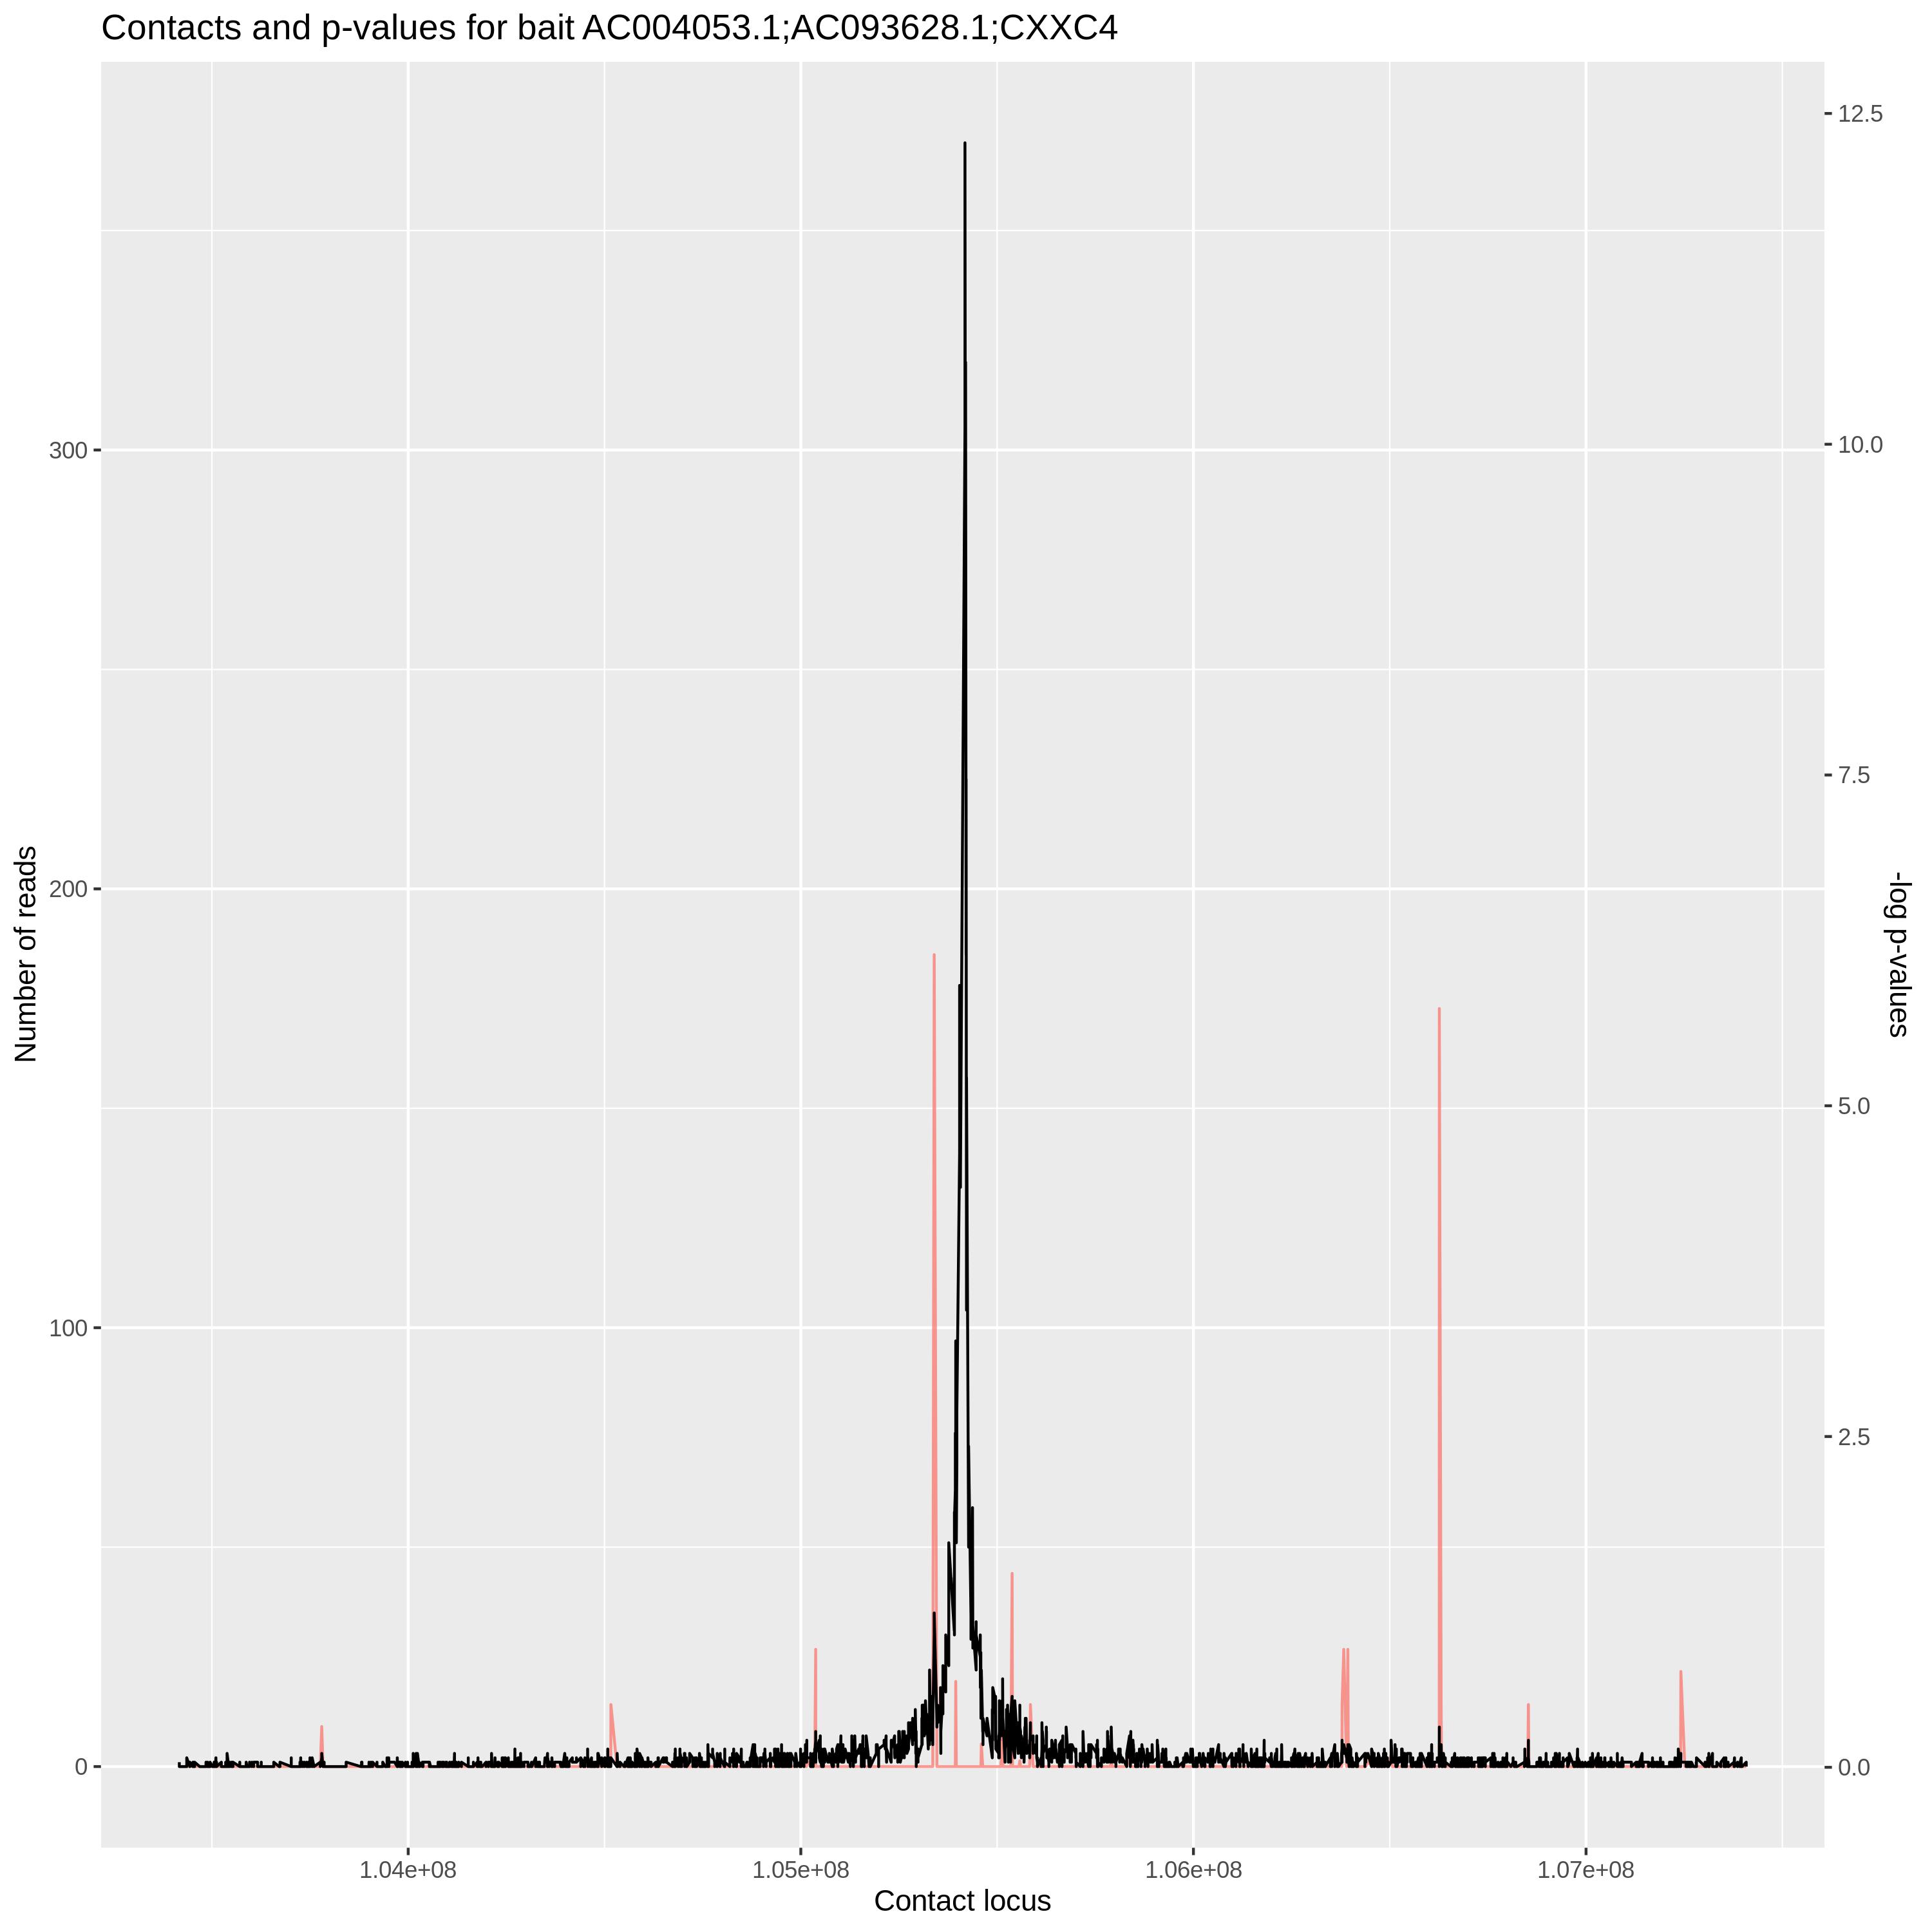 Contacts and p-values for bait AC004053.1;AC093628.1;CXXC4
12.5
10.0
7.5
5.0
2.5
0.0
300
200
100
0
Number of reads
-log p-values
1.04e+08
1.05e+08
1.06e+08
1.07e+08
Contact locus